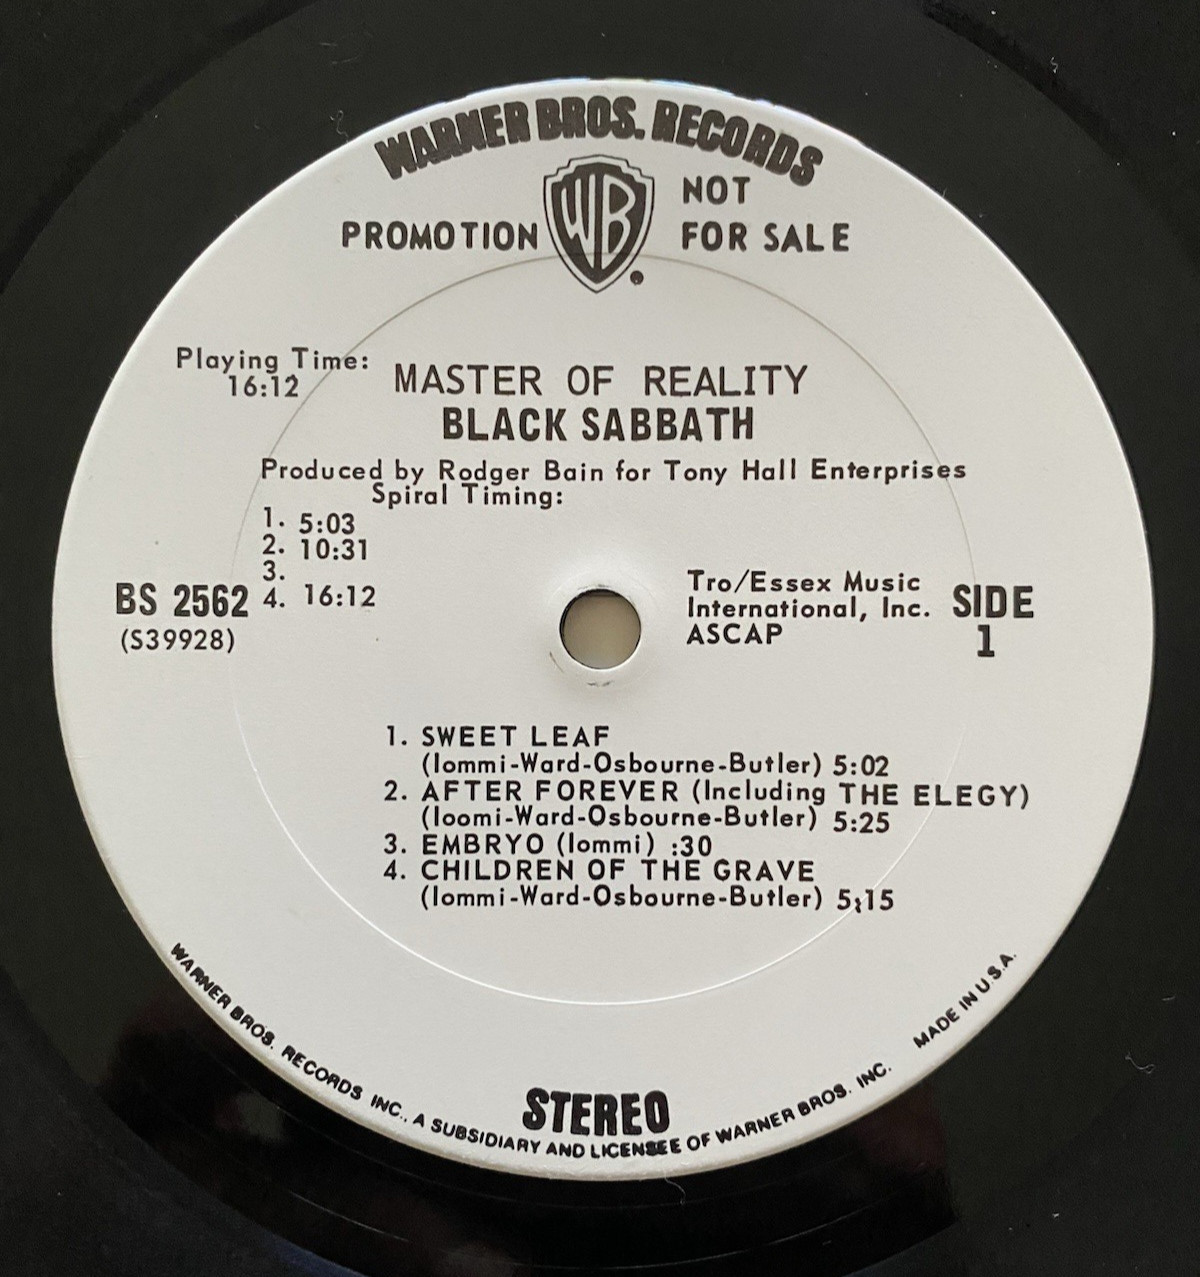 WARNER BROS. RECORDS
WB
PROMOTION
NOT
FOR SALE
Playing Time:
16:12
MASTER OF REALITY
BLACK SABBATH
Produced by Rodger Bain for Tony Hall Enterprises
Spiral Timing:
1. 5:03
2. 10:31
3.
4. 16:12
BS 2562
(S39928)
Tro/Essex Music
International, Inc.
ASCAP
SIDE
1
1. SWEET LEAF
(Iommi-Ward-Osbourne-Butler) 5:02
2. AFTER FOREVER (Including THE ELEGY)
(Ioomi-Ward-Osbourne-Butler) 5:25
3. EMBRYO (Iommi) :30
4. CHILDREN OF THE GRAVE
(Iommi-Ward-Osbourne-Butler) 5;15
STEREO
WARNER BROS. RECORDS INC., A SUBSIDIARY AND LICENSEE OF WARNER BROS. INC. MADE IN U.S.A.